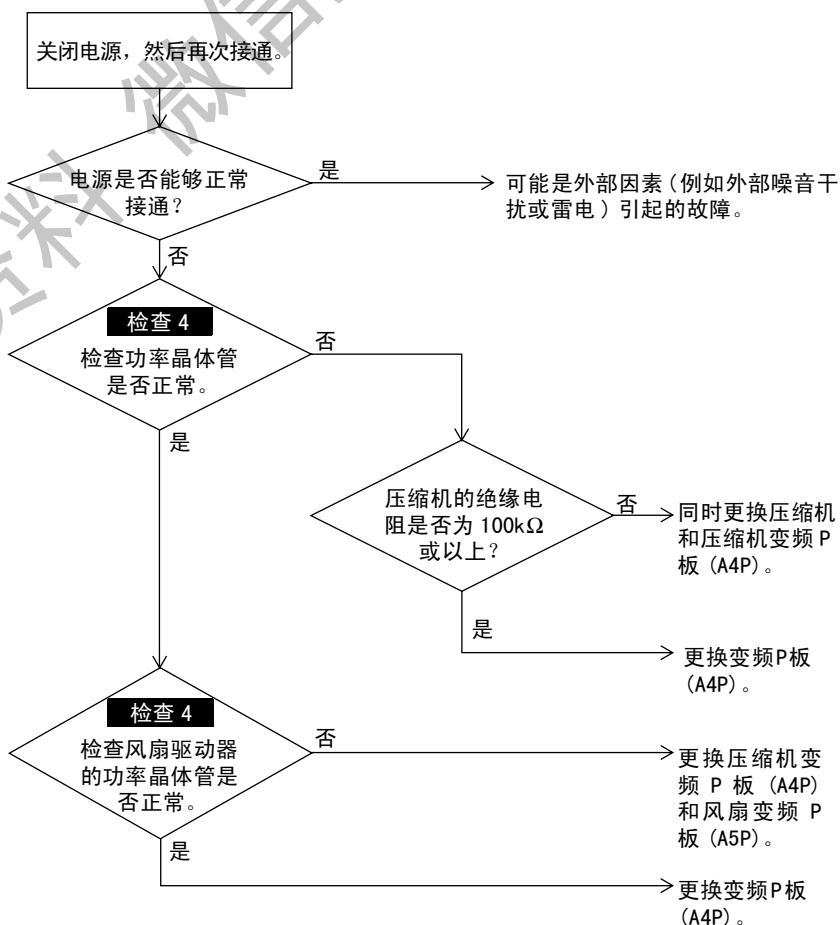 关闭电源，然后再次接通。
电源是否能够正常
接通？
是
可能是外部因素（例如外部噪音干
扰或雷电）引起的故障。
否
检查 4
检查功率晶体管
是否正常。
否
是
压缩机的绝缘电
阻是否为 100kΩ
或以上？
否
同时更换压缩机
和压缩机变频 P
板 (A4P)。
是
更换变频P板
(A4P)。
检查 4
检查风扇驱动器
的功率晶体管是
否正常。
否
更换压缩机变
频 P 板 (A4P)
和风扇变频 P
板 (A5P)。
是
更换变频P板
(A4P)。
资料 微信